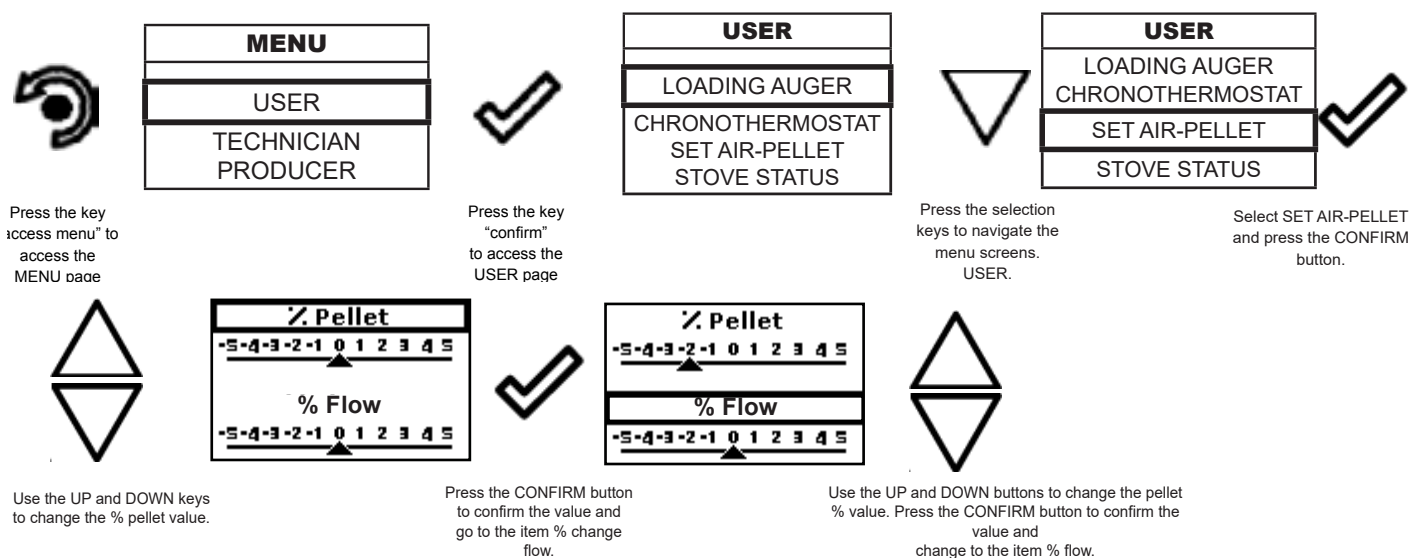 MENU
USER
TECHNICIAN
PRODUCER
USER
LOADING AUGER
CHRONOTHERMOSTAT
SET AIR-PELLET
STOVE STATUS
USER
LOADING AUGER
CHRONOTHERMOSTAT
SET AIR-PELLET
STOVE STATUS
Press the key
access menu” to
access the
MENU page
Press the key
“confirm”
to access the
USER page
Press the selection
keys to navigate the
menu screens.
USER.
Select SET AIR-PELLET
and press the CONFIRM
button.
% Pellet
-5-4-3-2-1 0 1 2 3 4 5
% Flow
-5-4-3-2-1 0 1 2 3 4 5
% Pellet
-5-4-3-2-1 0 1 2 3 4 5
% Flow
-5-4-3-2-1 0 1 2 3 4 5
Use the UP and DOWN keys
to change the % pellet value.
Press the CONFIRM button
to confirm the value and
go to the item % change
flow.
Use the UP and DOWN buttons to change the pellet
% value. Press the CONFIRM button to confirm the
value and
change to the item % flow.